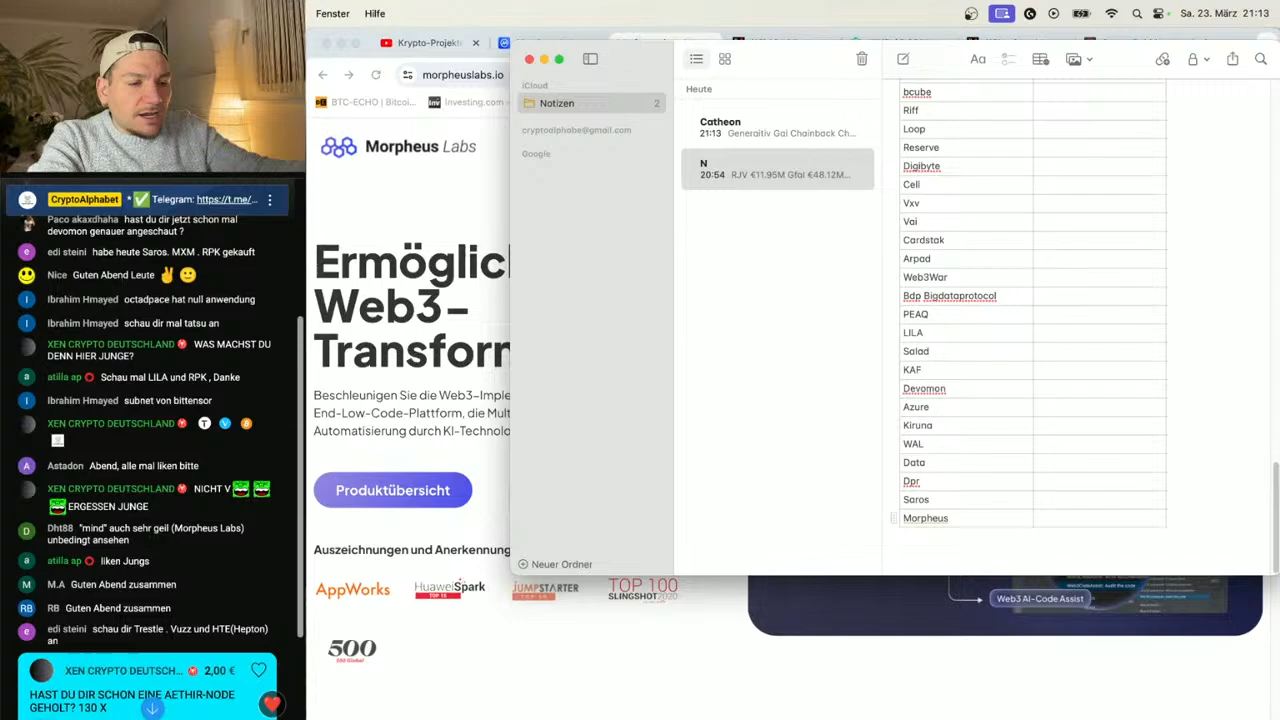 Fenster Hilfe
Sa. 23. März 21:13
Krypto-Projekt
morpheuslabs.io
BTC-ECHO | Bitcoi...
Investing.com -
Morpheus Labs
Ermöglic
Web3-
Transforn
Beschleunigen Sie die Web3-Imple
End-Low-Code-Plattform, die Mult
Automatisierung durch KI-Technolo
Produktübersicht
Auszeichnungen und Anerkennung
AppWorks
HuaweiSpark
TOP 15
JUMPSTARTER
TOP 100
SLINGSHOT2020
500
500 Global
Web3 AI-Code Assist
iCloud
Notizen 2
cryptoalphabe@gmail.com
Google
Neuer Ordner
Heute
Catheon
21:13 Generaitiv Gai Chainback Ch...
N
20:54 RJV €11.95M Gfal €48.12M...
Aa
bcube
Riff
Loop
Reserve
Digibyte
Cell
Vxv
Vai
Cardstak
Arpad
Web3War
Bdp Bigdataprotocol
PEAQ
LILA
Salad
KAF
Devomon
Azure
Kiruna
WAL
Data
Dpr
Saros
Morpheus
CryptoAlphabet * ✅ Telegram: https://t.me/...
Paco akaxdhaha hast du dir jetzt schon mal
devomon genauer angeschaut ?
edi steini habe heute Saros. MXM . RPK gekauft
Nice Guten Abend Leute ✌️🙂
Ibrahim Hmayed octadpace hat null anwendung
Ibrahim Hmayed schau dir mal tatsu an
XEN CRYPTO DEUTSCHLAND WAS MACHST DU
DENN HIER JUNGE?
atilla ap ⭕ Schau mal LILA und RPK , Danke
Ibrahim Hmayed subnet von bittensor
XEN CRYPTO DEUTSCHLAND
Astadon Abend, alle mal liken bitte
XEN CRYPTO DEUTSCHLAND NICHT V
ERGESSEN JUNGE
Dht88 "mind" auch sehr geil (Morpheus Labs)
unbedingt ansehen
atilla ap ⭕ liken Jungs
M.A Guten Abend zusammen
RB Guten Abend zusammen
edi steini schau dir Trestle . Vuzz und HTE(Hepton)
an
XEN CRYPTO DEUTSCH... 2,00 €
HAST DU DIR SCHON EINE AETHIR-NODE
GEHOLT? 130 X